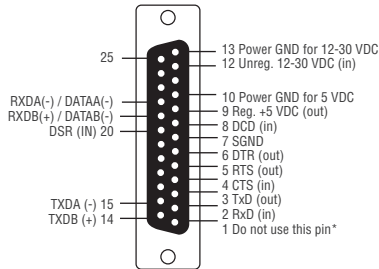 25
RXDA(-) / DATAA(-)
RXDB(+) / DATAB(-)
DSR (IN) 20
TXDA (-) 15
TXDB (+) 14
13 Power GND for 12-30 VDC
12 Unreg. 12-30 VDC (in)
10 Power GND for 5 VDC
9 Reg. +5 VDC (out)
8 DCD (in)
7 SGND
6 DTR (out)
5 RTS (out)
4 CTS (in)
3 TxD (out)
2 RxD (in)
1 Do not use this pin*